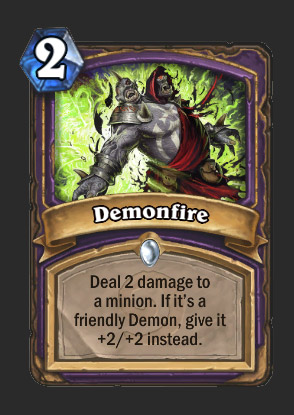 2
Demonfire
Deal 2 damage to
a minion. If it's a
friendly Demon, give it
+2/+2 instead.